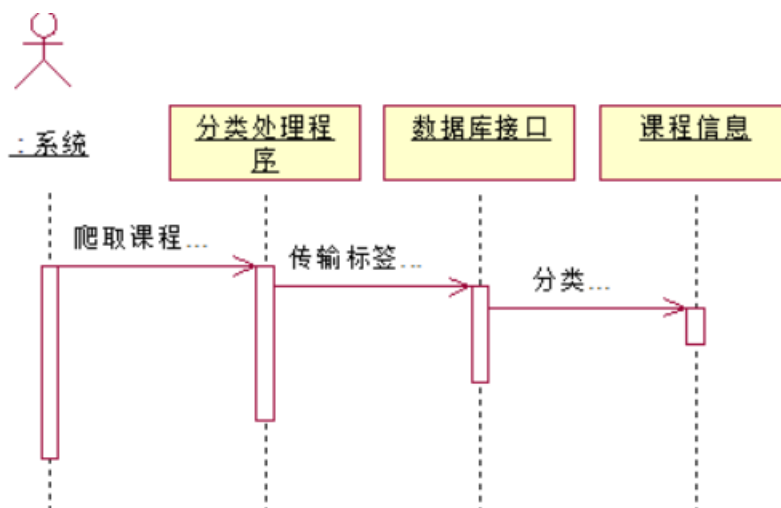 :系统
分类处理程
序
数据库接口
课程信息
爬取课程...
传输标签...
分类...